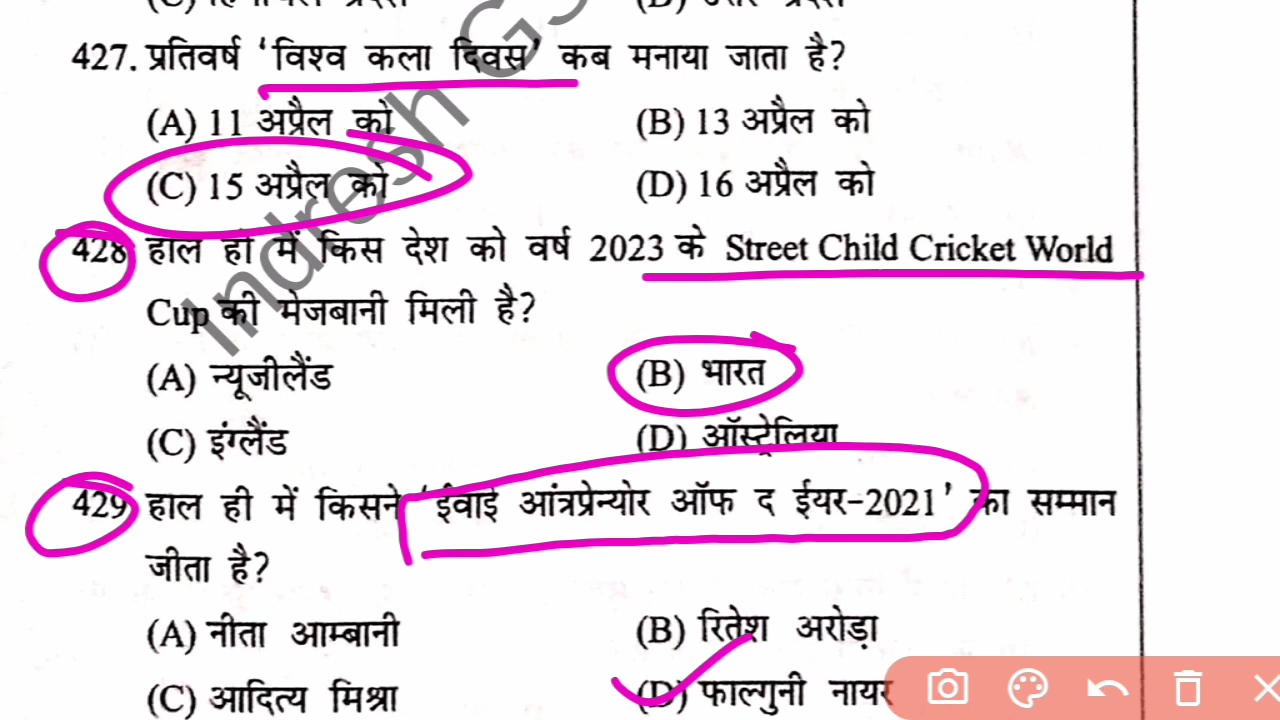 427. प्रतिवर्ष 'विश्व कला दिवस' कब मनाया जाता है?
(A) 11 अप्रैल को
(B) 13 अप्रैल को
(C) 15 अप्रैल को
(D) 16 अप्रैल को
428 हाल ही में किस देश को वर्ष 2023 के Street Child Cricket World
Cup की मेजबानी मिली है?
(A) न्यूजीलैंड
(B) भारत
(C) इंग्लैंड
(D) ऑस्ट्रेलिया
429 हाल ही में किसने 'ईवाई आंत्रप्रेन्योर ऑफ द ईयर-2021' का सम्मान
जीता है?
(A) नीता आम्बानी
(B) रितेश अरोड़ा
(C) आदित्य मिश्रा
(D) फाल्गुनी नायर
Indresh GS